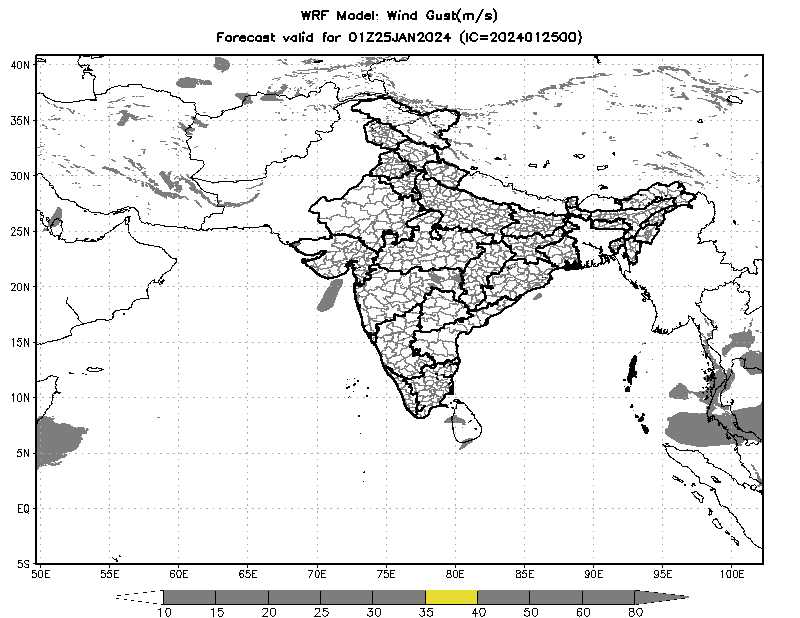 WRF Model: Wind Gust(m/s)
Forecast valid for 01Z25JAN2024 (IC=2024012500)
40N
35N
30N
25N
20N
15N
10N
5N
EQ
5S
50E 55E 60E 65E 70E 75E 80E 85E 90E 95E 100E
10 15 20 25 30 35 40 50 60 80